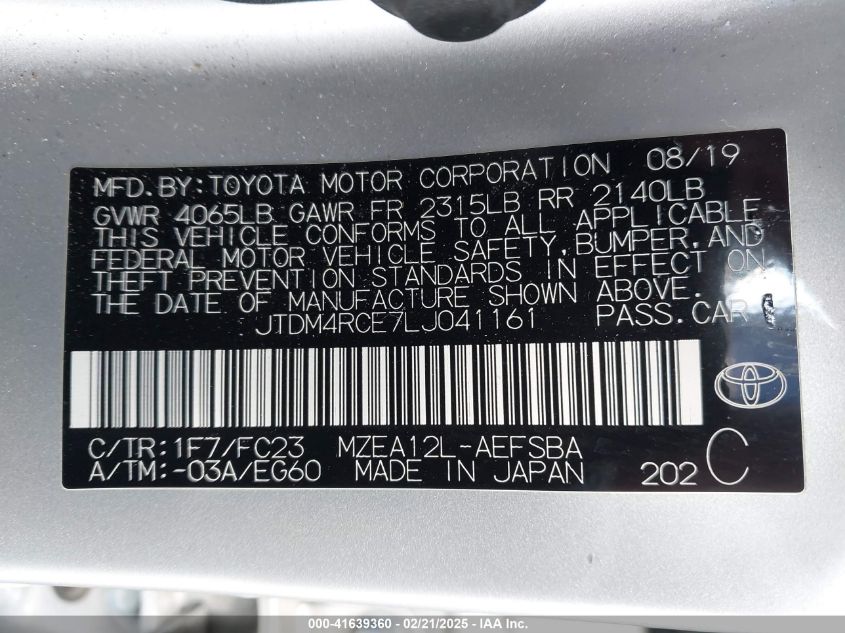 MFD. BY: TOYOTA MOTOR CORPORATION 08/19
GVWR 4065LB GAWR FR 2315LB RR 2140LB
THIS VEHICLE CONFORMS TO ALL APPLICABLE
FEDERAL MOTOR VEHICLE SAFETY, BUMPER, AND
THEFT PREVENTION STANDARDS IN EFFECT ON
THE DATE OF MANUFACTURE SHOWN ABOVE.
JTDM4RCE7LJ041161 PASS. CAR
C/TR: 1F7/FC23 MZEA12L-AEFSBA
A/TM: -03A/EG60 MADE IN JAPAN 202 C
000-41639360 - 02/21/2025 - IAAI.COM